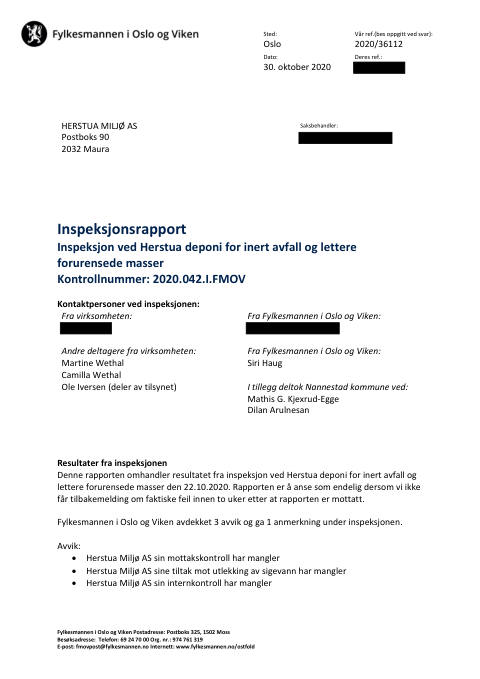 Fylkesmannen i Oslo og Viken
Sted:
Oslo
Dato:
30. oktober 2020
Vår ref.(bes oppgitt ved svar):
2020/36112
Deres ref.:
HERSTUA MILJØ AS
Postboks 90
2032 Maura
Saksbehandler:
Inspeksjonsrapport
Inspeksjon ved Herstua deponi for inert avfall og lettere
forurensede masser
Kontrollnummer: 2020.042.I.FMOV
Kontaktpersoner ved inspeksjonen:
Fra virksomheten:
Fra Fylkesmannen i Oslo og Viken:
Andre deltagere fra virksomheten:
Martine Wethal
Camilla Wethal
Ole Iversen (deler av tilsynet)
Fra Fylkesmannen i Oslo og Viken:
Siri Haug
I tillegg deltok Nannestad kommune ved:
Mathis G. Kjexrud-Egge
Dilan Arulnesan
Resultater fra inspeksjonen
Denne rapporten omhandler resultatet fra inspeksjon ved Herstua deponi for inert avfall og
lettere forurensede masser den 22.10.2020. Rapporten er å anse som endelig dersom vi ikke
får tilbakemelding om faktiske feil innen to uker etter at rapporten er mottatt.
Fylkesmannen i Oslo og Viken avdekket 3 avvik og ga 1 anmerkning under inspeksjonen.
Avvik:
• Herstua Miljø AS sin mottakskontroll har mangler
• Herstua Miljø AS sine tiltak mot utlekking av sigevann har mangler
• Herstua Miljø AS sin internkontroll har mangler
Fylkesmannen i Oslo og Viken Postadresse: Postboks 325, 1502 Moss
Besøksadresse: Telefon: 69 24 70 00 Org. nr.: 974 761 319
E-post: fmovpost@fylkesmannen.no Internett: www.fylkesmannen.no/ostfold